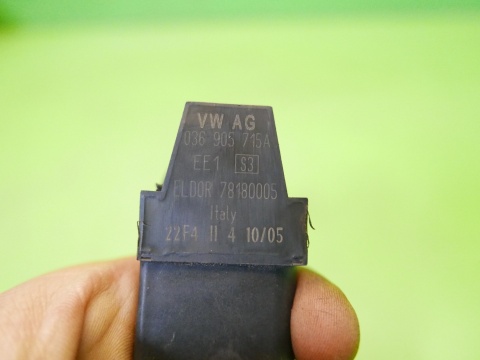 VW AG
036 905 715A
EE1 S3
ELDOR 78180005
Italy
22F4 11 4 10/05